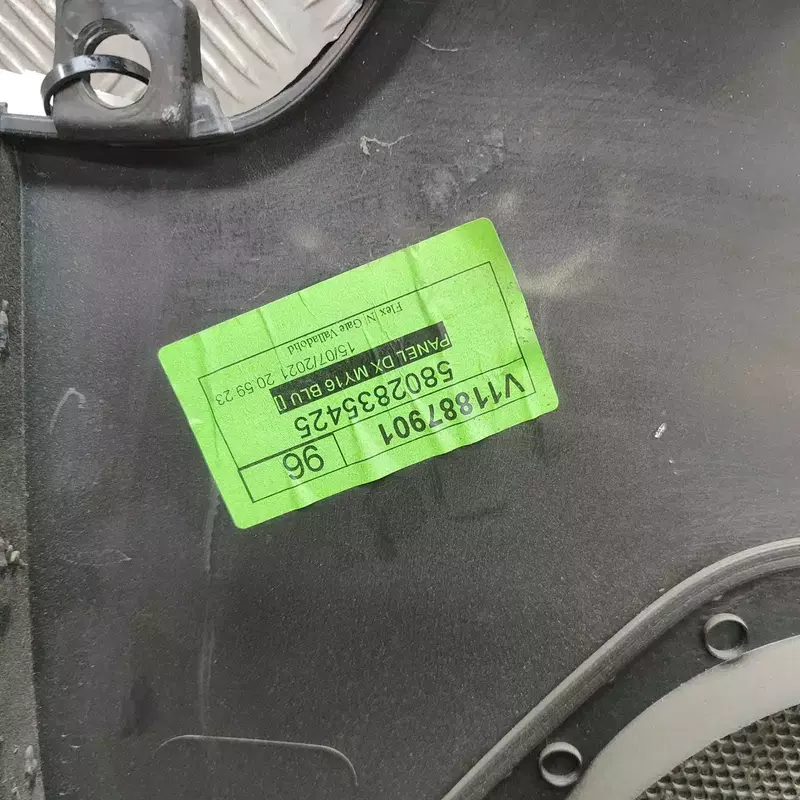 V11887901
96
5802835425
PANEL DX MY16 BLU
15/07/2021 20 59 23
Flex |N| Gate Valladolid